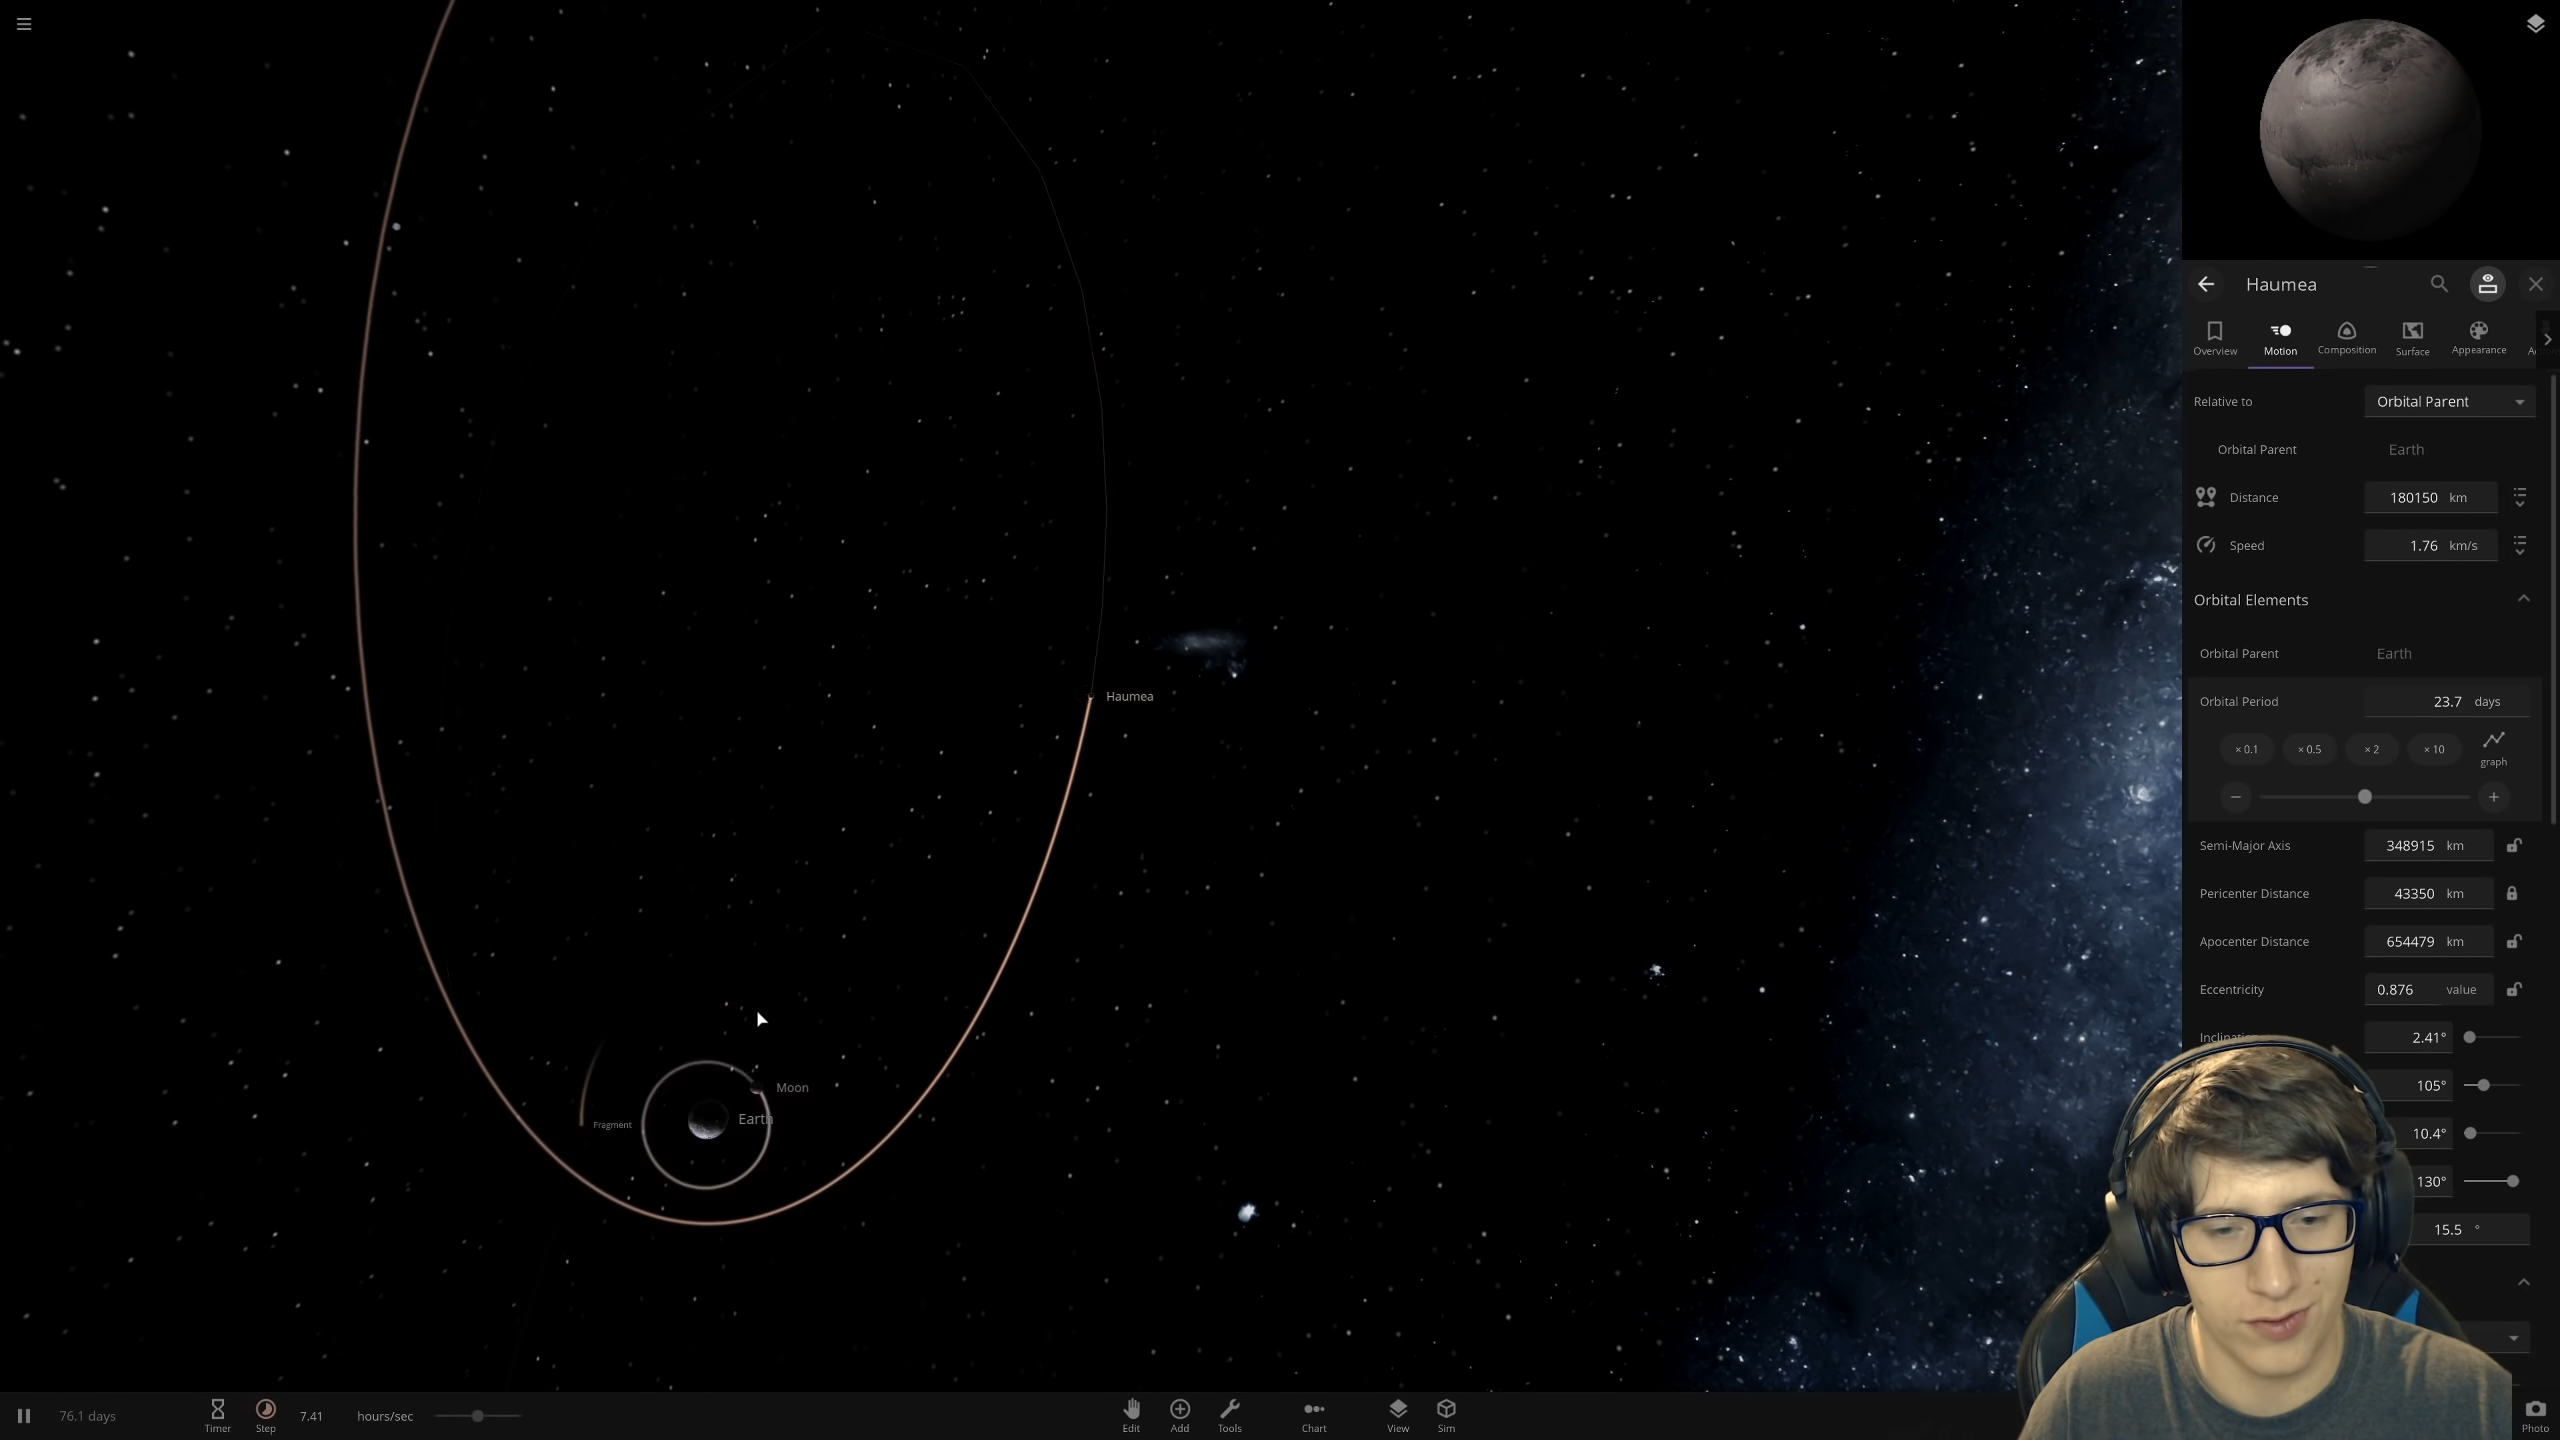 Haumea
Overview
Motion
Composition
Surface
Appearance
Relative to
Orbital Parent
Orbital Parent
Earth
Distance
180150 km
Speed
1.76 km/s
Orbital Elements
Orbital Parent
Earth
Orbital Period
23.7 days
× 0.1
× 0.5
× 2
× 10
graph
Semi-Major Axis
348915 km
Pericenter Distance
43350 km
Apocenter Distance
654479 km
Eccentricity
0.876 value
2.41°
105°
10.4°
130°
15.5 °
Haumea
Moon
Earth
Fragment
76.1 days
Timer
Step
7.41
hours/sec
Edit
Add
Tools
Chart
View
Sim
Photo